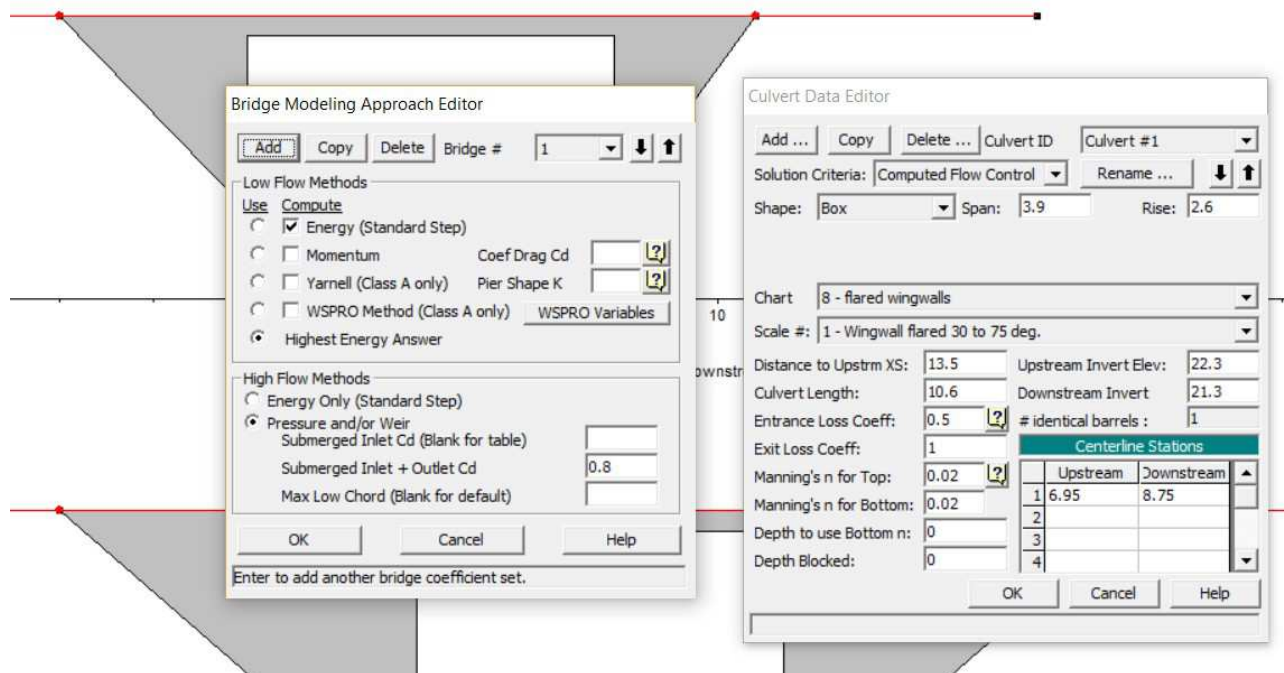 Bridge Modeling Approach Editor
Add Copy Delete Bridge # 1
Low Flow Methods
Use Compute
Energy (Standard Step)
Momentum Coef Drag Cd
Yarnell (Class A only) Pier Shape K
WSPRO Method (Class A only) WSPRO Variables
Highest Energy Answer
High Flow Methods
Energy Only (Standard Step)
Pressure and/or Weir
Submerged Inlet Cd (Blank for table)
Submerged Inlet + Outlet Cd 0.8
Max Low Chord (Blank for default)
OK Cancel Help
Enter to add another bridge coefficient set.
10
ownstr
Culvert Data Editor
Add ... Copy Delete ... Culvert ID Culvert #1
Solution Criteria: Computed Flow Control Rename ...
Shape: Box Span: 3.9 Rise: 2.6
Chart 8 - flared wingwalls
Scale #: 1 - Wingwall flared 30 to 75 deg.
Distance to Upstrm XS: 13.5 Upstream Invert Elev: 22.3
Culvert Length: 10.6 Downstream Invert 21.3
Entrance Loss Coeff: 0.5 # identical barrels : 1
Exit Loss Coeff: 1 Centerline Stations
Manning's n for Top: 0.02 Upstream Downstream
Manning's n for Bottom: 0.02 1 6.95 8.75
Depth to use Bottom n: 0 2
3
Depth Blocked: 0 4
OK Cancel Help